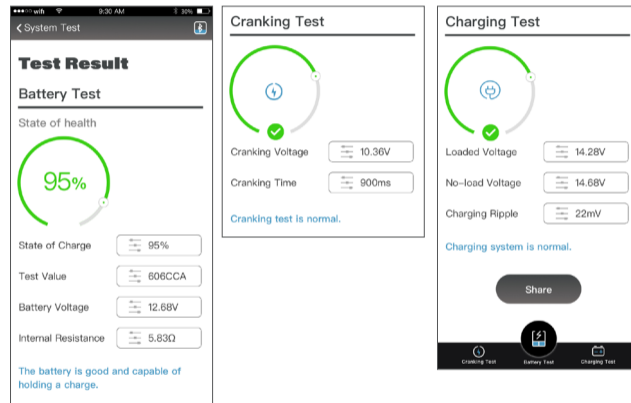 wifi 9:30 AM 30%
System Test
Test Result
Battery Test
State of health
95%
State of Charge 95%
Test Value 606CCA
Battery Voltage 12.68V
Internal Resistance 5.83Ω
The battery is good and capable of
holding a charge.
Cranking Test
Cranking Voltage 10.36V
Cranking Time 900ms
Cranking test is normal.
Charging Test
Loaded Voltage 14.28V
No-load Voltage 14.68V
Charging Ripple 22mV
Charging system is normal.
Share
Cranking Test Battery Test Charging Test